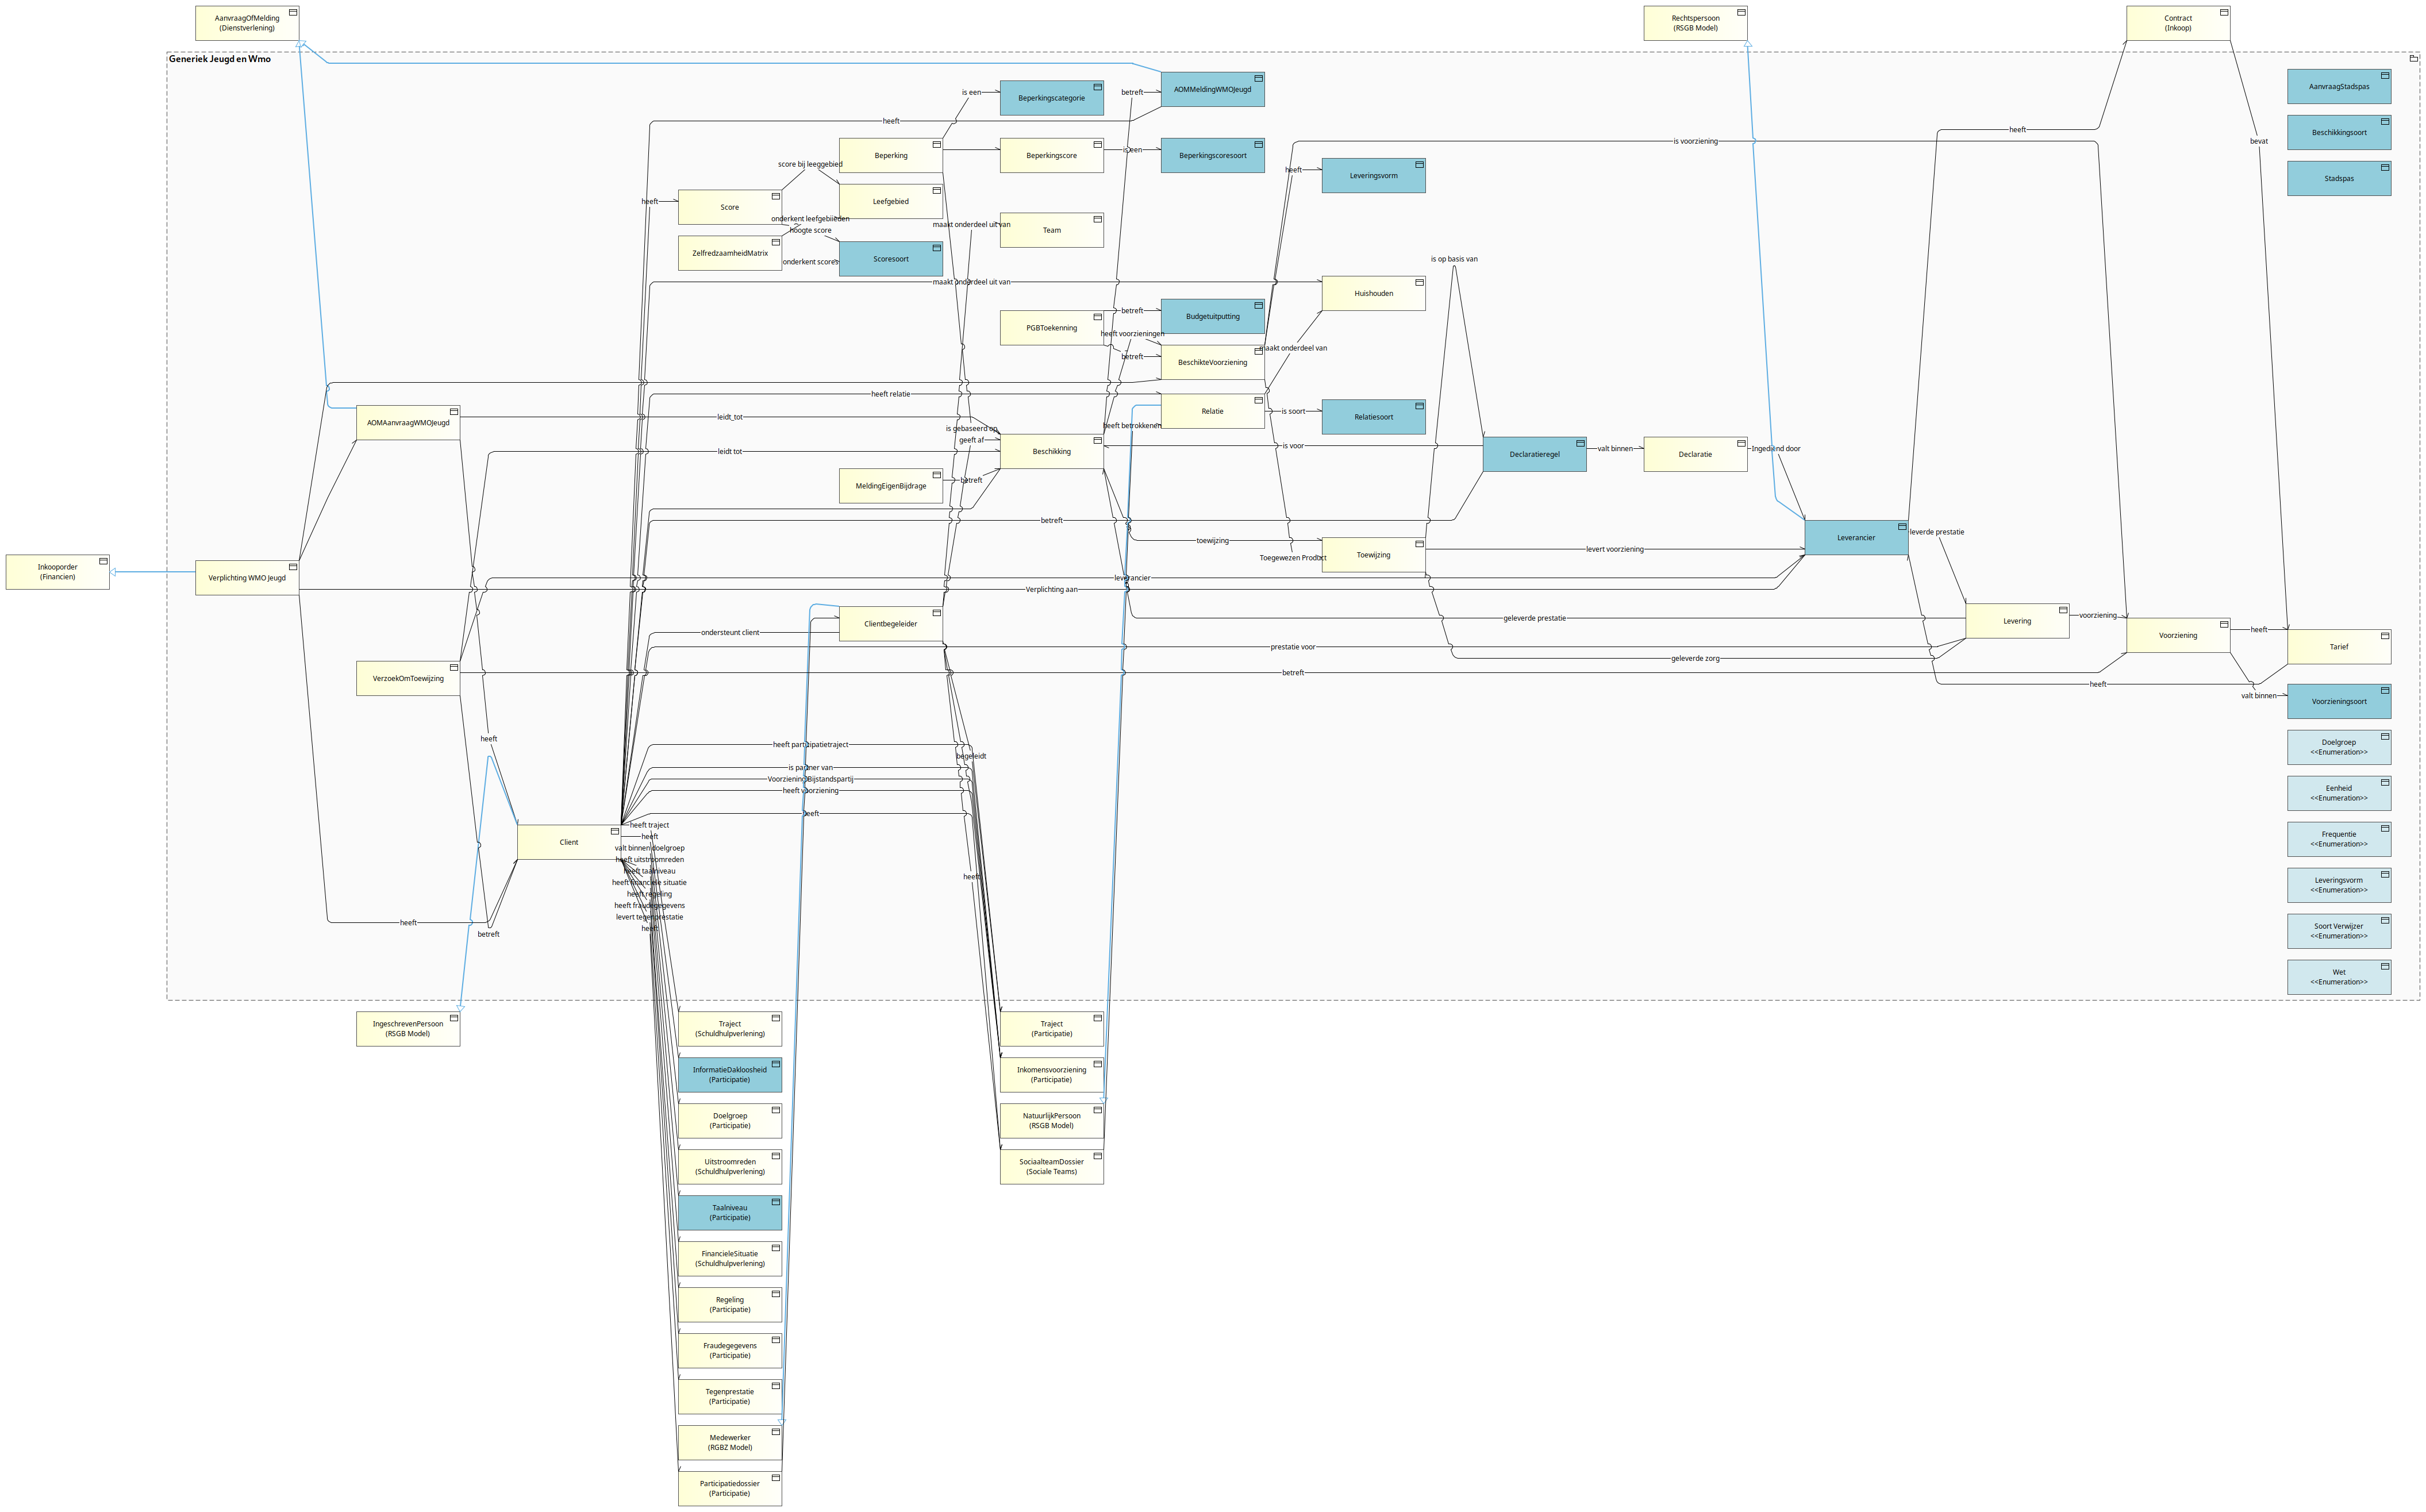 AanvraagOfMelding
(Dienstverlening)
Rechtspersoon
(RSGB Model)
Contract
(Inkoop)
Generiek Jeugd en Wmo
AOMMeldingWMOJeugd
AanvraagStadspas
Beperkingscategorie
is een
betreft
heeft
heeft
bevat
Beschikkingsoort
Beperking
Beperkingscore
is een
Beperkingscoresoort
is voorziening
score bij leeggebied
heeft
Leveringsvorm
Stadspas
heeft
Score
Leefgebied
onderkent leefgebiieden
hoogte score
maakt onderdeel uit van
Team
ZelfredzaamheidMatrix
onderkent scores
Scoresoort
is op basis van
maakt onderdeel uit van
Huishouden
PGBToekenning
betreft
Budgetuitputting
heeft voorzieningen
betreft
BeschikteVoorziening
maakt onderdeel van
heeft relatie
Relatie
is soort
Relatiesoort
AOMAanvraagWMOJeugd
leidt_tot
is gebaseerd op
heeft betrokkenen
geeft af
leidt tot
Beschikking
is voor
Declaratieregel
valt binnen
Declaratie
Ingediend door
MeldingEigenBijdrage
betreft
betreft
Leverancier
leverde prestatie
toewijzing
Toewijzing
levert voorziening
Toegewezen Product
Inkooporder
(Financien)
Verplichting WMO Jeugd
leverancier
Verplichting aan
Clientbegeleider
geleverde prestatie
Levering
voorziening
Voorziening
heeft
Tarief
ondersteunt client
prestatie voor
geleverde zorg
VerzoekOmToewijzing
betreft
heeft
valt binnen
Voorzieningsoort
heeft
heeft participatietraject
begeleidt
Doelgroep
<<Enumeration>>
is partner van
Voorziening Bijstandspartij
heeft voorziening
Eenheid
<<Enumeration>>
heeft
heeft traject
heeft
Client
valt binnen doelgroep
heeft uitstroomreden
heeft taalniveau
heeft financiele situatie
heeft regeling
heeft fraudegegevens
levert tegenprestatie
heeft
heeft
Frequentie
<<Enumeration>>
Leveringsvorm
<<Enumeration>>
heeft
betreft
Soort Verwijzer
<<Enumeration>>
Wet
<<Enumeration>>
IngeschrevenPersoon
(RSGB Model)
Traject
(Schuldhulpverlening)
Traject
(Participatie)
InformatieDakloosheid
(Participatie)
Inkomensvoorziening
(Participatie)
Doelgroep
(Participatie)
NatuurlijkPersoon
(RSGB Model)
Uitstroomreden
(Schuldhulpverlening)
SociaalteamDossier
(Sociale Teams)
Taalniveau
(Participatie)
FinancieleSituatie
(Schuldhulpverlening)
Regeling
(Participatie)
Fraudegegevens
(Participatie)
Tegenprestatie
(Participatie)
Medewerker
(RGBZ Model)
Participatiedossier
(Participatie)